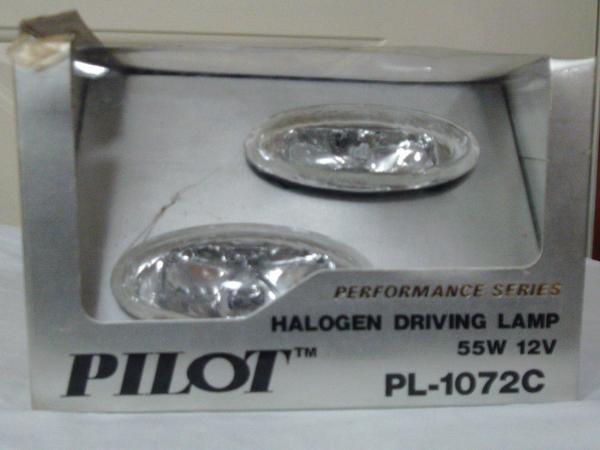 PERFORMANCE SERIES
HALOGEN DRIVING LAMP
55W 12V
PILOT™
PL-1072C